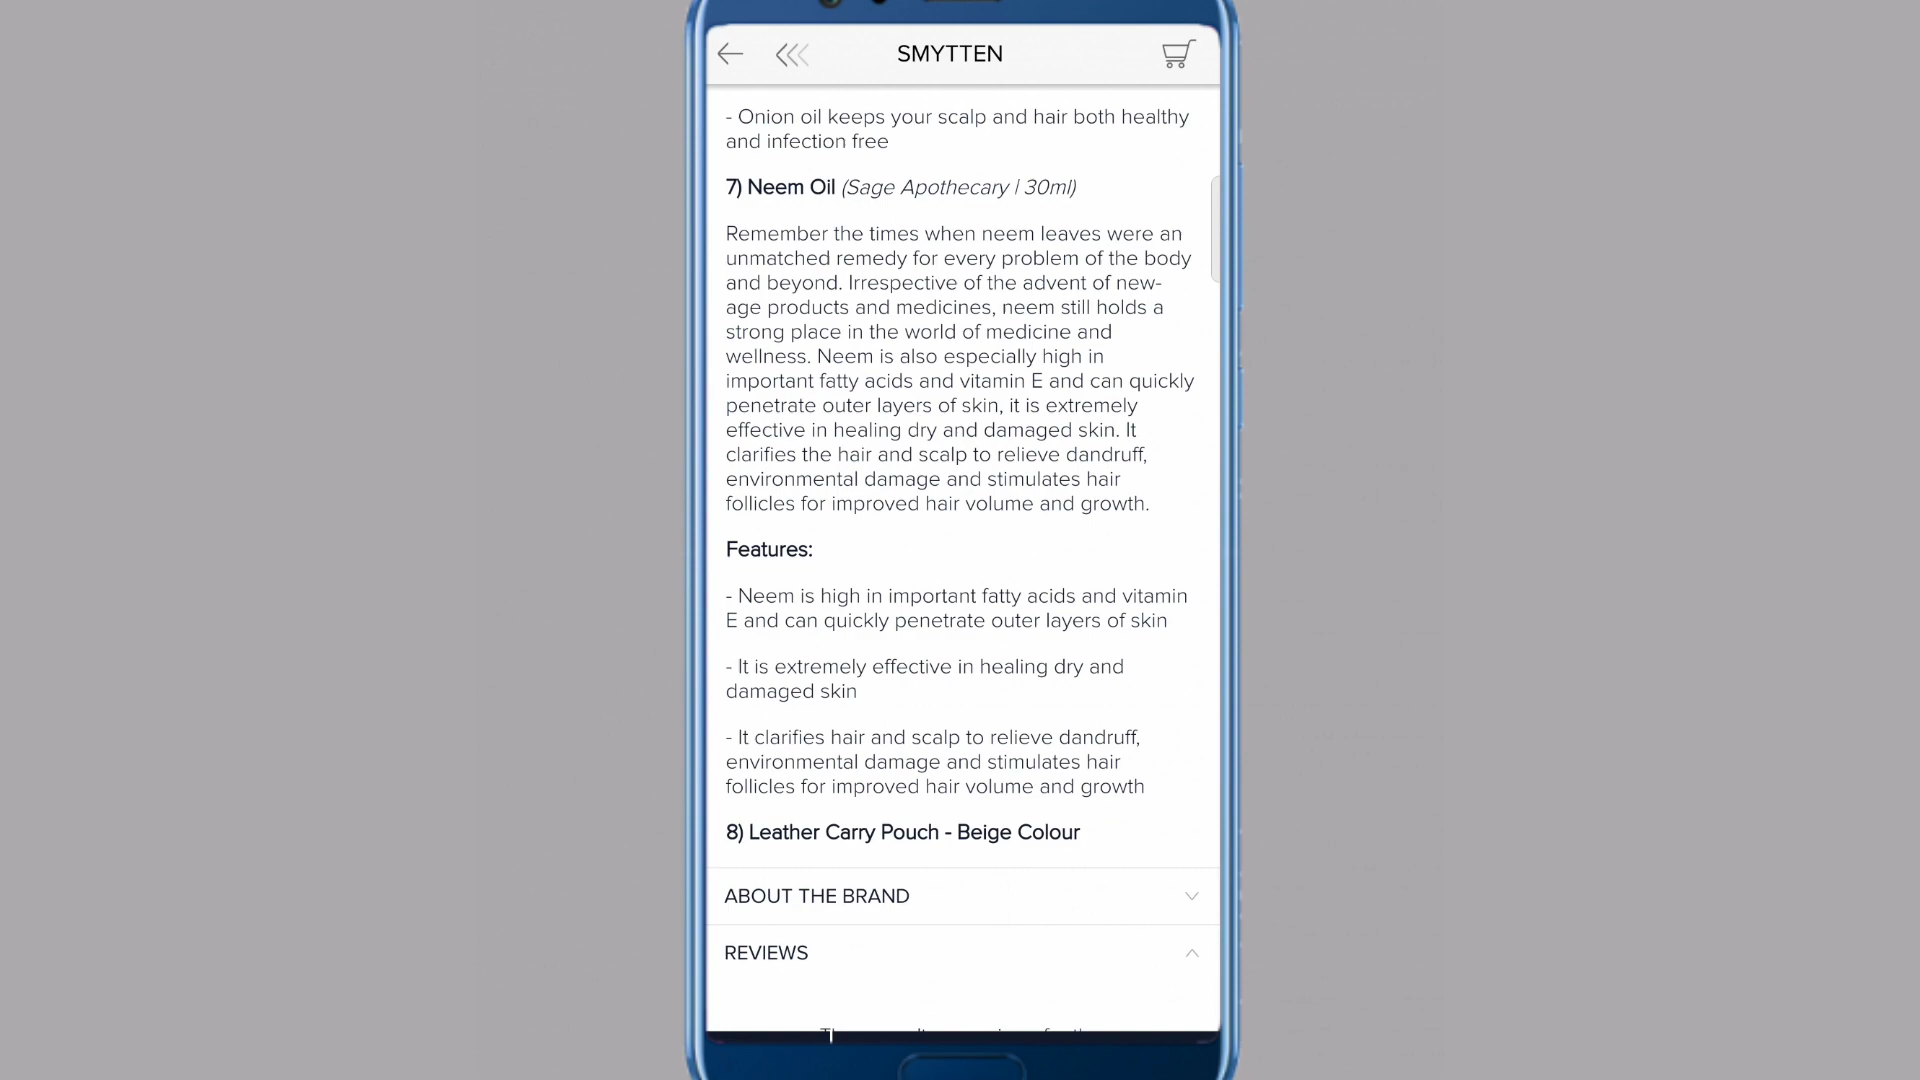 SMYTTEN
- Onion oil keeps your scalp and hair both healthy
and infection free
7) Neem Oil (Sage Apothecary | 30ml)
Remember the times when neem leaves were an
unmatched remedy for every problem of the body
and beyond. Irrespective of the advent of new-
age products and medicines, neem still holds a
strong place in the world of medicine and
wellness. Neem is also especially high in
important fatty acids and vitamin E and can quickly
penetrate outer layers of skin, it is extremely
effective in healing dry and damaged skin. It
clarifies the hair and scalp to relieve dandruff,
environmental damage and stimulates hair
follicles for improved hair volume and growth.
Features:
- Neem is high in important fatty acids and vitamin
E and can quickly penetrate outer layers of skin
- It is extremely effective in healing dry and
damaged skin
- It clarifies hair and scalp to relieve dandruff,
environmental damage and stimulates hair
follicles for improved hair volume and growth
8) Leather Carry Pouch - Beige Colour
ABOUT THE BRAND
REVIEWS